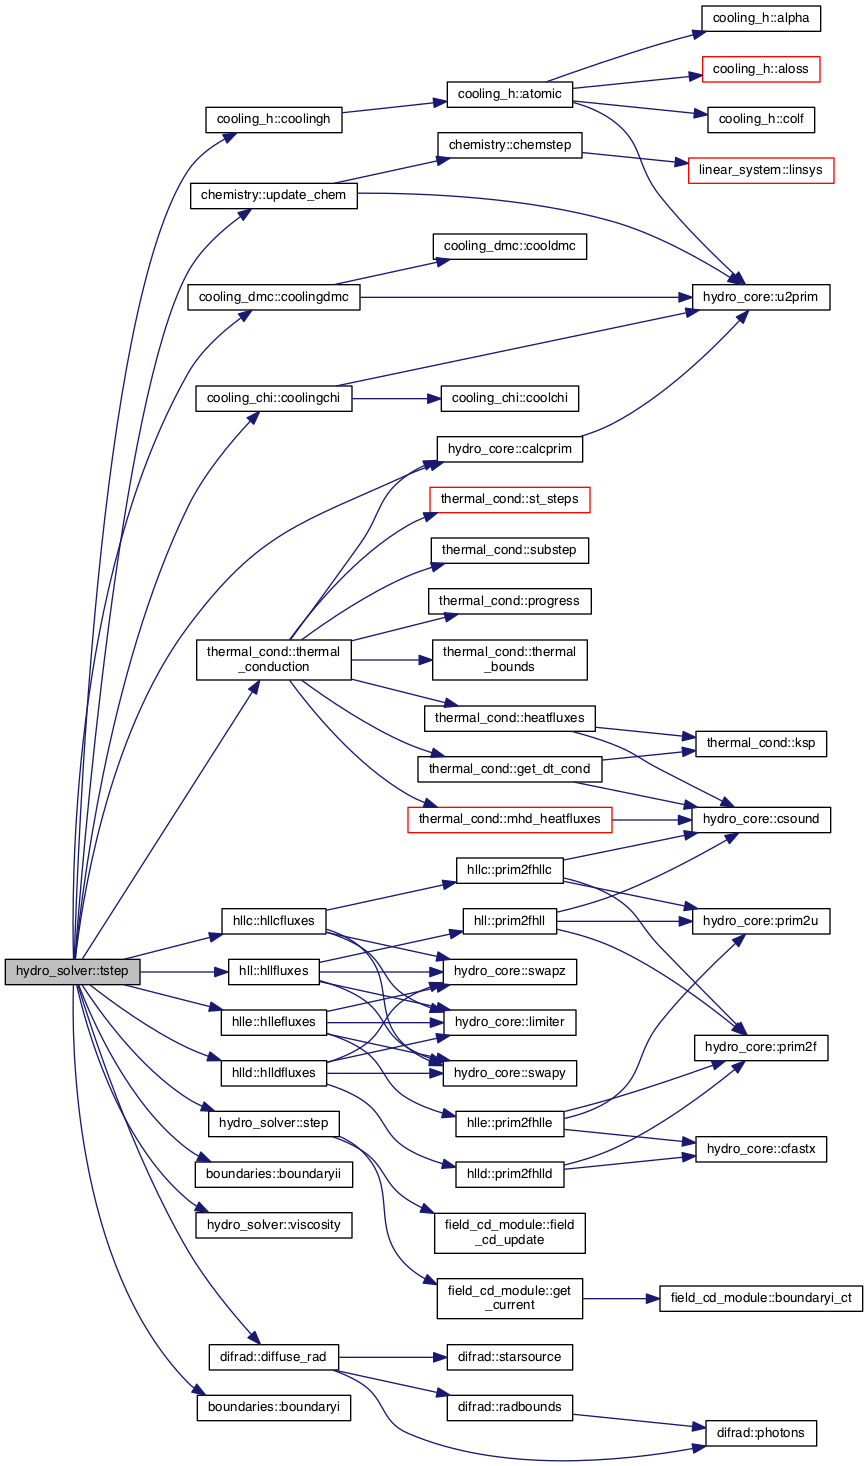 cooling_h::alpha
cooling_h::aloss
cooling_h::atomic
cooling_h::coolingh
cooling_h::colf
chemistry::chemstep
linear_system::linsys
chemistry::update_chem
cooling_dmc::cooldmc
cooling_dmc::coolingdmc
hydro_core::u2prim
cooling_chi::coolingchi
cooling_chi::coolchi
hydro_core::calcprim
thermal_cond::st_steps
thermal_cond::substep
thermal_cond::progress
thermal_cond::thermal
_conduction
thermal_cond::thermal
_bounds
thermal_cond::heatfluxes
thermal_cond::ksp
thermal_cond::get_dt_cond
thermal_cond::mhd_heatfluxes
hydro_core::csound
hllc::prim2fhllc
hllc::hllcfluxes
hll::prim2fhll
hydro_core::prim2u
hydro_solver::tstep
hll::hllfluxes
hydro_core::swapz
hlle::hllefluxes
hydro_core::limiter
hydro_core::prim2f
hlld::hlldfluxes
hydro_core::swapy
hydro_solver::step
hlle::prim2fhlle
hydro_core::cfastx
boundaries::boundaryii
hlld::prim2fhlld
hydro_solver::viscosity
field_cd_module::field
_cd_update
field_cd_module::get
_current
field_cd_module::boundaryi_ct
difrad::diffuse_rad
difrad::starsource
boundaries::boundaryi
difrad::radbounds
difrad::photons